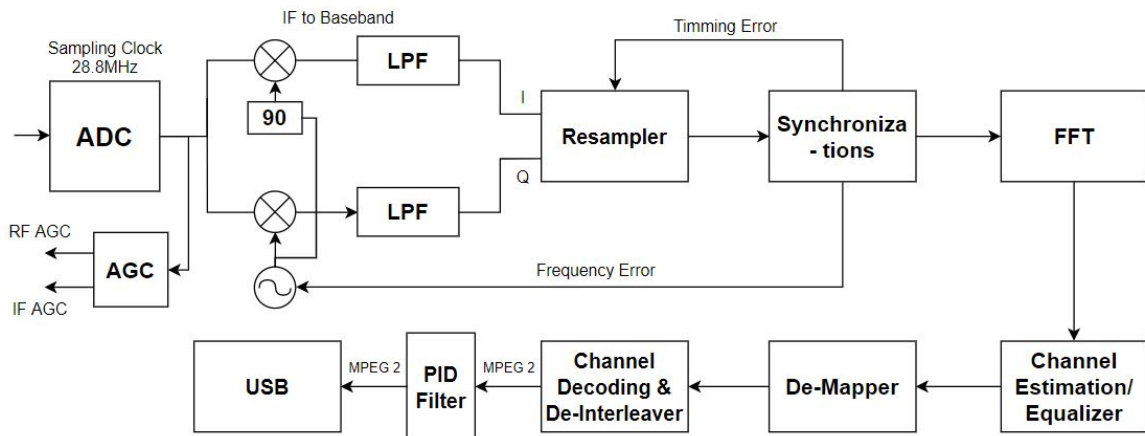 IF to Baseband
Timming Error
Sampling Clock
28.8MHz
LPF
ADC
90
I
Resampler
Synchroniza
- tions
FFT
Q
LPF
RF AGC
AGC
IF AGC
Frequency Error
USB
MPEG 2
PID
Filter
MPEG 2
Channel
Decoding &
De-Interleaver
De-Mapper
Channel
Estimation/
Equalizer